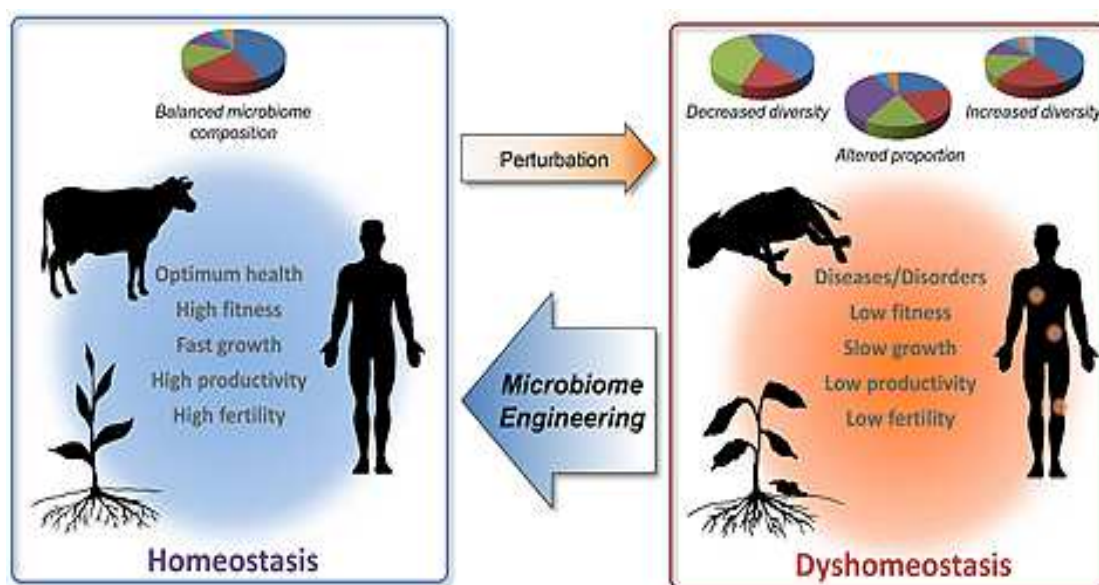 Balanced microbiome
composition
Optimum health
High fitness
Fast growth
High productivity
High fertility
Homeostasis
Perturbation
Microbiome
Engineering
Decreased diversity
Increased diversity
Altered proportion
Diseases/Disorders
Low fitness
Slow growth
Low productivity
Low fertility
Dyshomeostasis